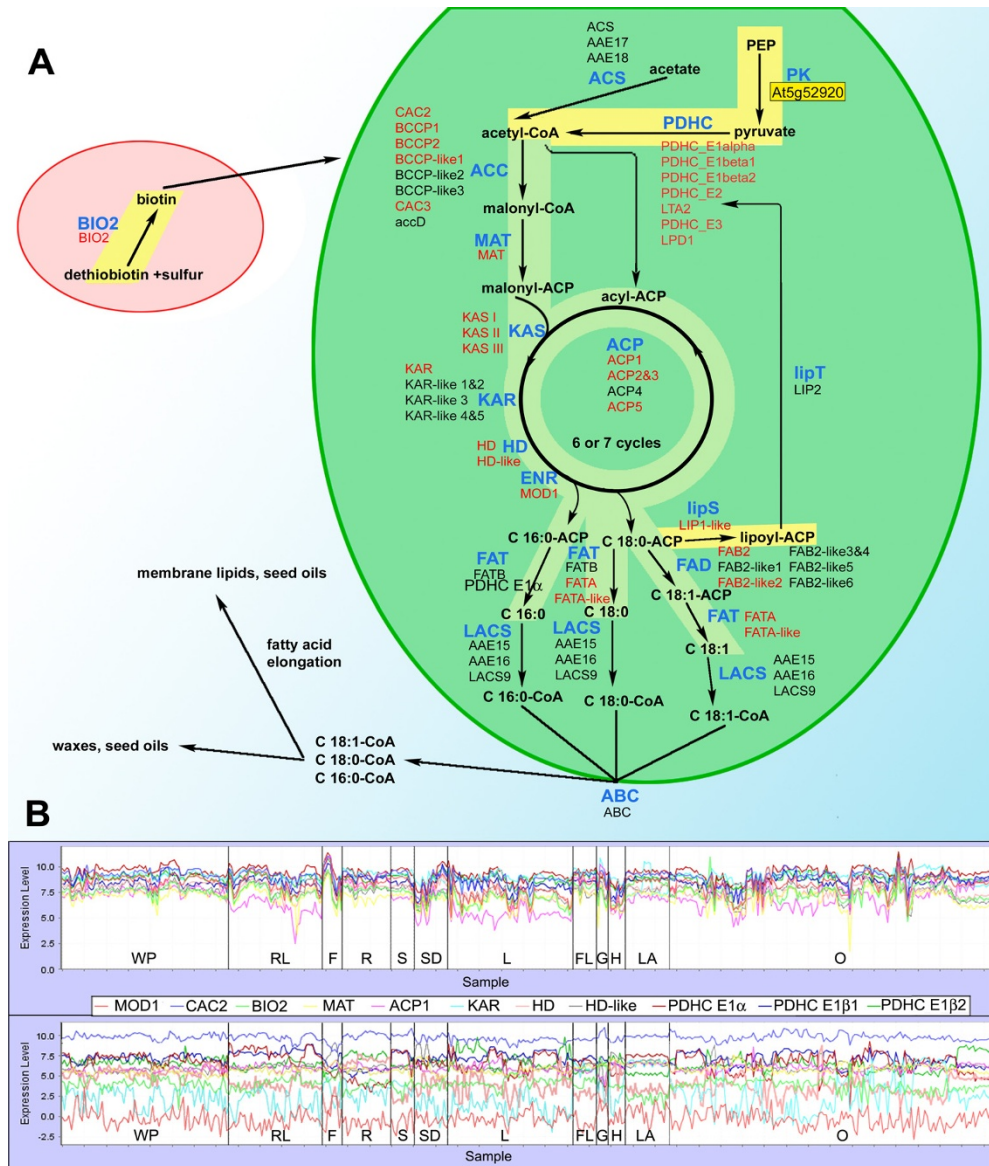 A
ACS
AAE17
AAE18
ACS
acetate
PEP
PK
At5g52920
pyruvate
PDHC
acetyl-CoA
PDHC_E1alpha
PDHC_E1beta1
PDHC_E1beta2
PDHC_E2
LTA2
PDHC_E3
LPD1
CAC2
BCCP1
BCCP2
BCCP-like1
BCCP-like2
BCCP-like3
CAC3
accD
ACC
malonyl-CoA
biotin
BIO2
BIO2
dethiobiotin +sulfur
MAT
MAT
malonyl-ACP
acyl-ACP
KAS I
KAS II
KAS III
KAS
ACP
ACP1
ACP2&3
ACP4
ACP5
lipT
LIP2
KAR
KAR-like 1&2
KAR-like 3
KAR-like 4&5
KAR
6 or 7 cycles
HD
HD-like
HD
ENR
MOD1
lipS
LIP1-like
C 16:0-ACP
C 18:0-ACP
lipoyl-ACP
FAT
FATB
PDHC E1α
FAT
FATB
FATA
FATA-like
FAD
FAB2
FAB2-like1
FAB2-like2
FAB2-like3&4
FAB2-like5
FAB2-like6
C 18:1-ACP
C 16:0
C 18:0
FAT
FATA
FATA-like
C 18:1
LACS
AAE15
AAE16
LACS9
LACS
AAE15
AAE16
LACS9
LACS
AAE15
AAE16
LACS9
C 16:0-CoA
C 18:0-CoA
C 18:1-CoA
membrane lipids, seed oils
fatty acid
elongation
waxes, seed oils
C 18:1-CoA
C 18:0-CoA
C 16:0-CoA
ABC
ABC
B
Expression Level
10.0
7.5
5.0
2.5
0.0
WP RL F R S SD L FL G H LA O
Sample
MOD1 CAC2 BIO2 MAT ACP1 KAR HD HD-like PDHC E1α PDHC E1β1 PDHC E1β2
Expression Level
10.0
7.5
5.0
2.5
0.0
-2.5
WP RL F R S SD L FL G H LA O
Sample